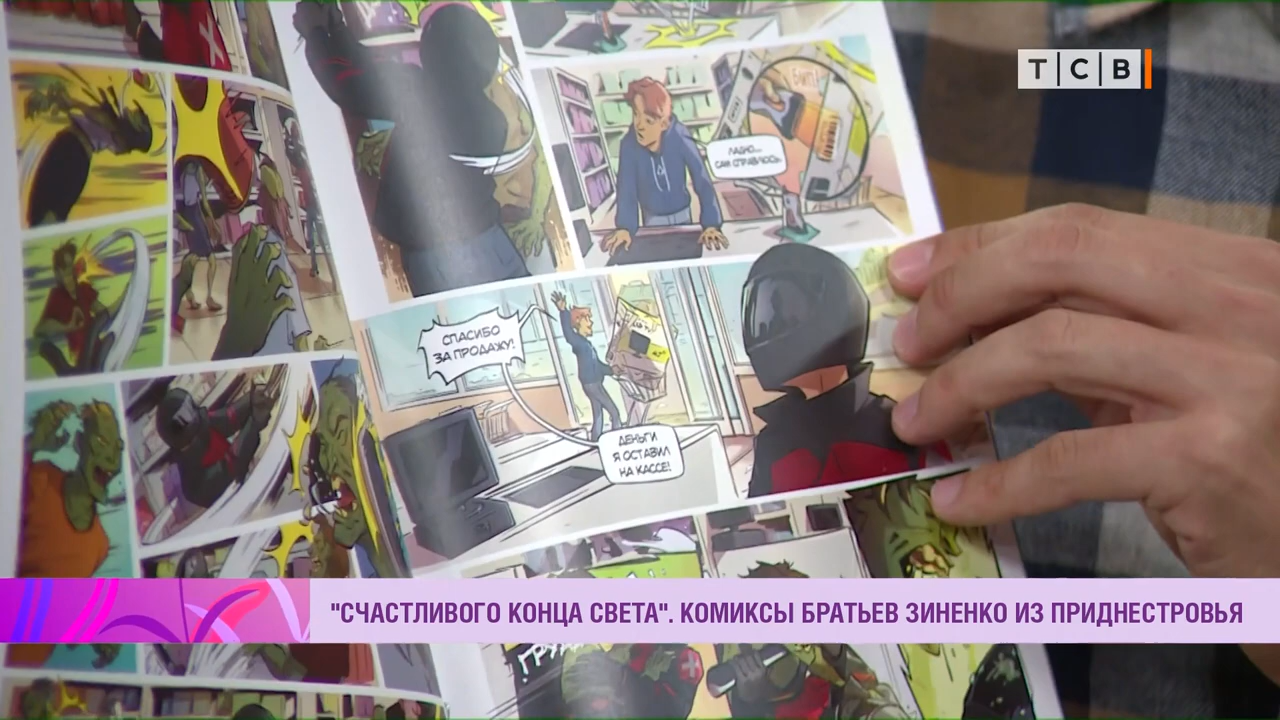 ТСВ
БИП!
ЛАДНО...
САМ СПРАВЛЮСЬ.
СПАСИБО
ЗА ПРОДАЖУ!
ДЕНЬГИ
Я ОСТАВИЛ
НА КАССЕ!
"СЧАСТЛИВОГО КОНЦА СВЕТА". КОМИКСЫ БРАТЬЕВ ЗИНЕНКО ИЗ ПРИДНЕСТРОВЬЯ